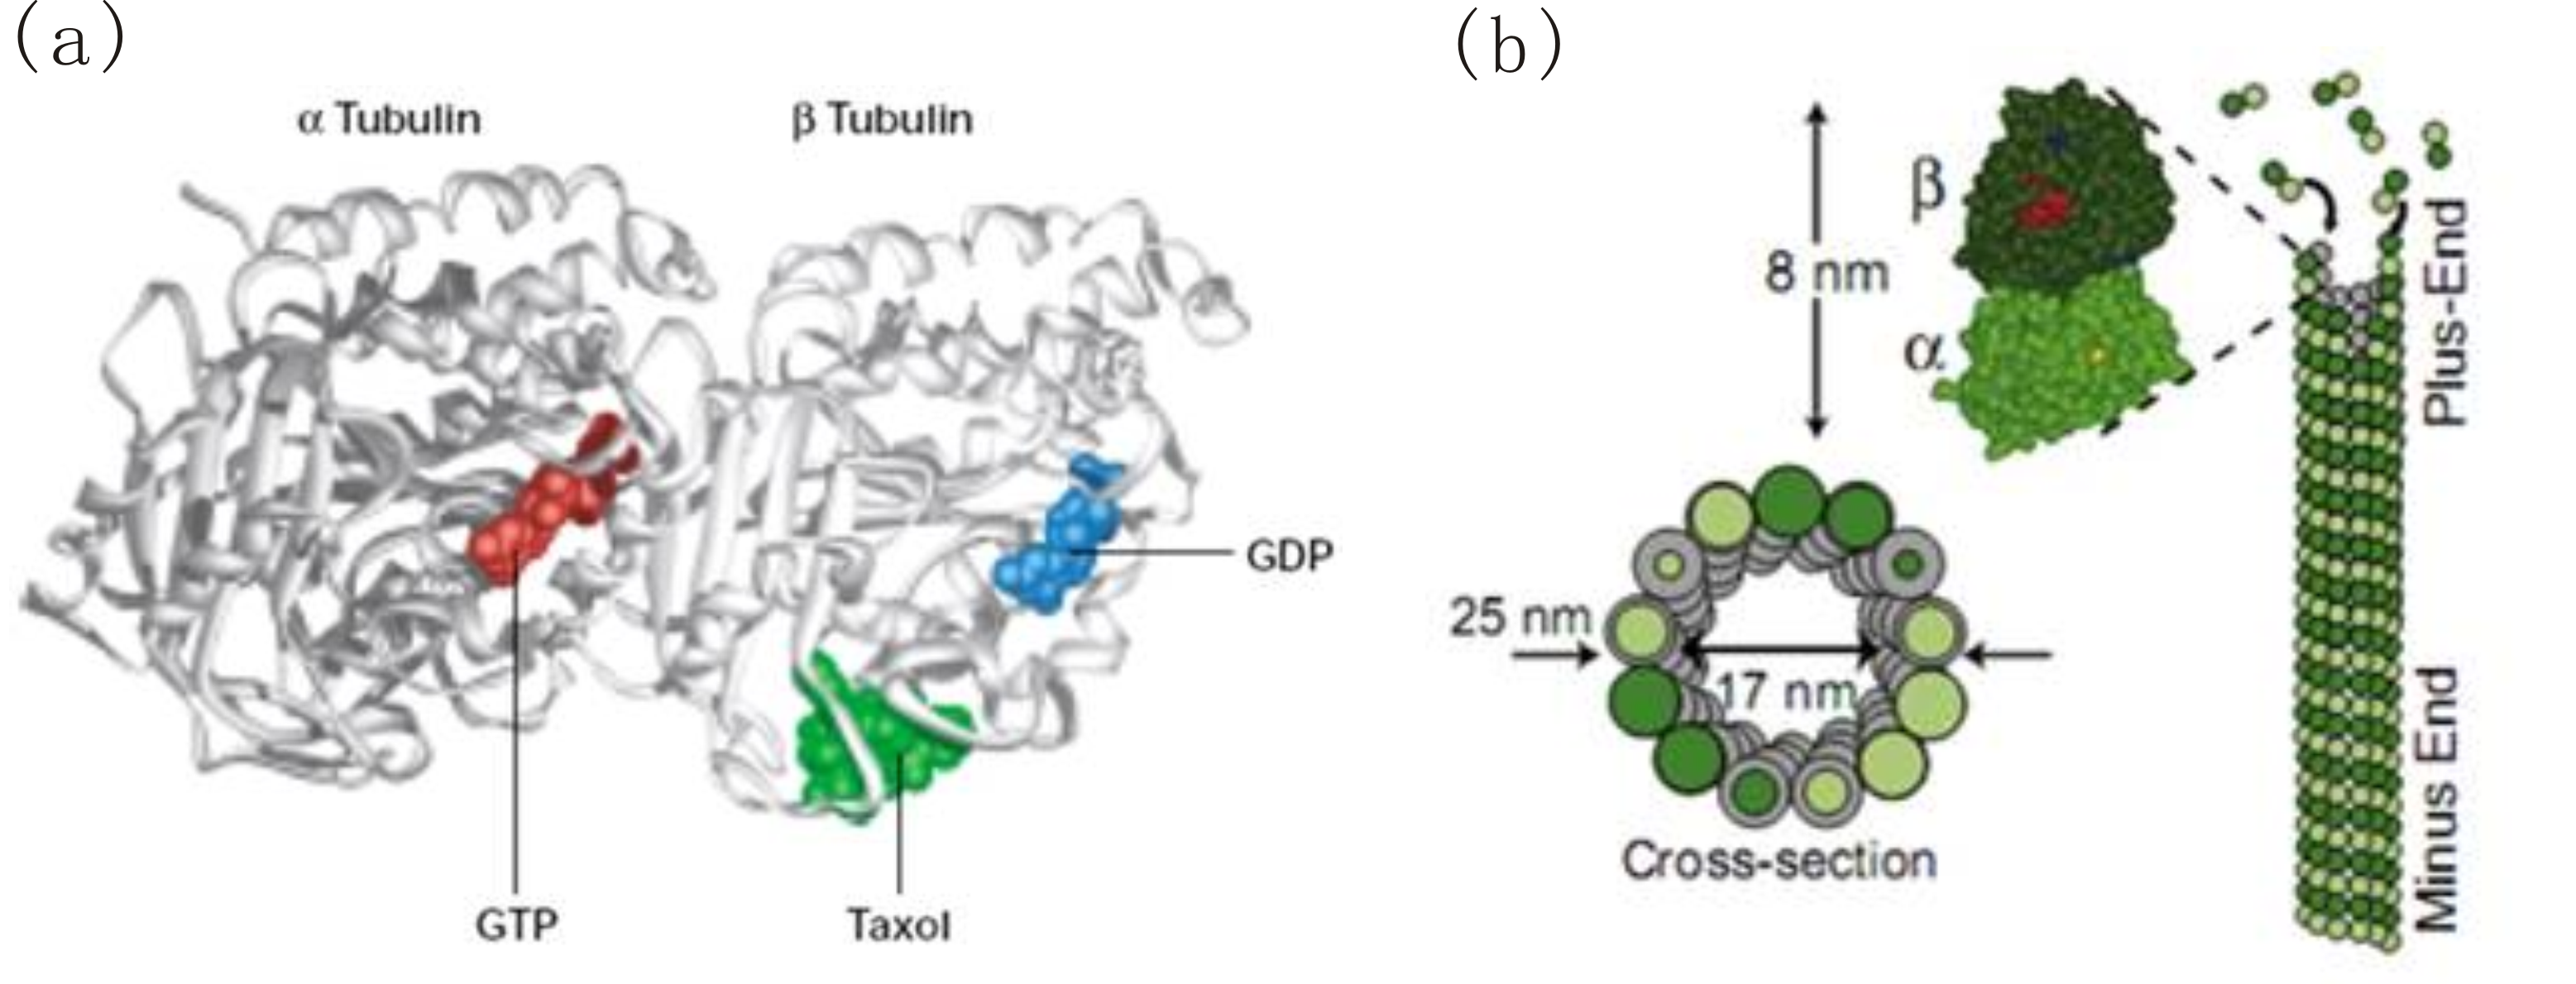 (a)
α Tubulin
β Tubulin
GDP
GTP
Taxol
(b)
β
α
8 nm
25 nm
17 nm
Cross-section
Plus-End
Minus End